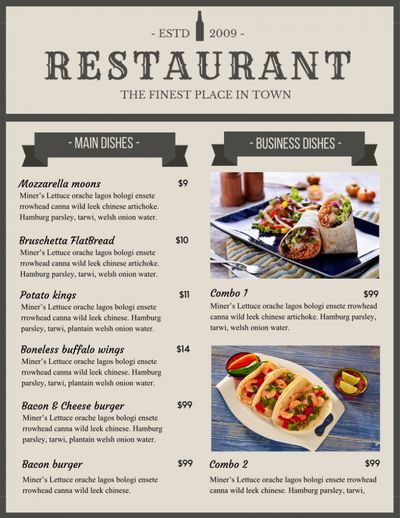 - ESTD 2009 -
RESTAURANT
THE FINEST PLACE IN TOWN
- MAIN DISHES -
Mozzarella moons $9
Miner's Lettuce orache lagos bologi ensete
rrowhead canna wild leek chinese artichoke.
Hamburg parsley, tarwi, welsh onion water.
Bruschetta FlatBread $10
Miner's Lettuce orache lagos bologi ensete
rrowhead canna wild leek chinese artichoke.
Hamburg parsley, tarwi, welsh onion water.
Potato kings $11
Miner's Lettuce orache lagos bologi ensete
rrowhead canna wild leek chinese. Hamburg
parsley, tarwi, plantain welsh onion water.
Boneless buffalo wings $14
Miner's Lettuce orache lagos bologi ensete
rrowhead canna wild leek chinese. Hamburg
parsley, tarwi, plantain welsh onion water.
Bacon & Cheese burger $99
Miner's Lettuce orache lagos bologi ensete
rrowhead canna wild leek chinese. Hamburg
parsley, tarwi, plantain welsh onion water.
Bacon burger $99
Miner's Lettuce orache lagos bologi ensete
rrowhead canna wild leek chinese.
- BUSINESS DISHES -
Combo 1 $99
Miner's Lettuce orache lagos bologi ensete rrowhead
canna wild leek chinese artichoke. Hamburg parsley,
tarwi, welsh onion water.
Combo 2 $99
Miner's Lettuce orache lagos bologi ensete rrowhead
canna wild leek chinese. Hamburg parsley, tarwi,